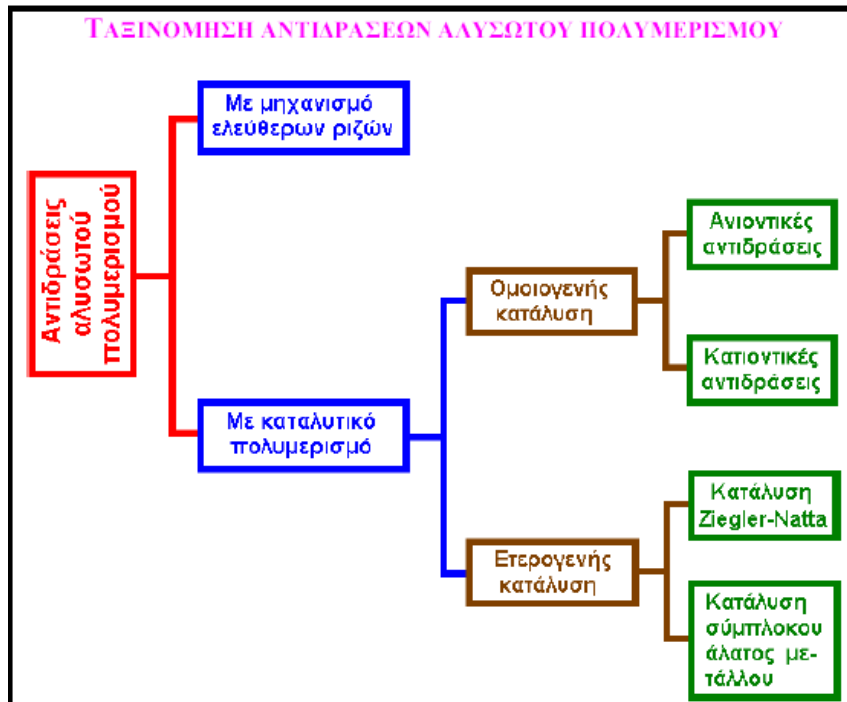 ΤΑΞΙΝΟΜΗΣΗ ΑΝΤΙΔΡΑΣΕΩΝ ΑΛΥΣΩΤΟΥ ΠΟΛΥΜΕΡΙΣΜΟΥ
Αντιδράσεις
αλυσωτού
πολυμερισμού
Με μηχανισμό
ελεύθερων ριζών
Με καταλυτικό
πολυμερισμό
Ομοιογενής
κατάλυση
Ετερογενής
κατάλυση
Ανιοντικές
αντιδράσεις
Κατιοντικές
αντιδράσεις
Κατάλυση
Ziegler-Natta
Κατάλυση
σύμπλοκου
άλατος με-
τάλλου